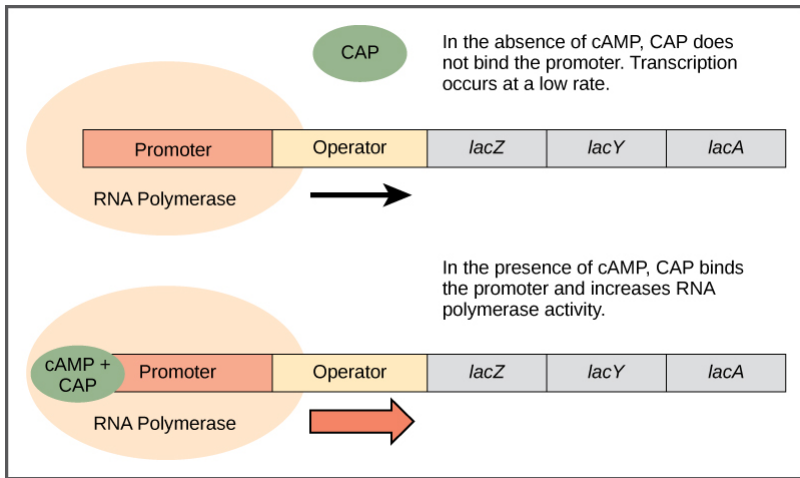 CAP
In the absence of cAMP, CAP does
not bind the promoter. Transcription
occurs at a low rate.
Promoter
Operator
lacZ
lacY
lacA
RNA Polymerase
In the presence of cAMP, CAP binds
the promoter and increases RNA
polymerase activity.
cAMP +
CAP
Promoter
Operator
lacZ
lacY
lacA
RNA Polymerase